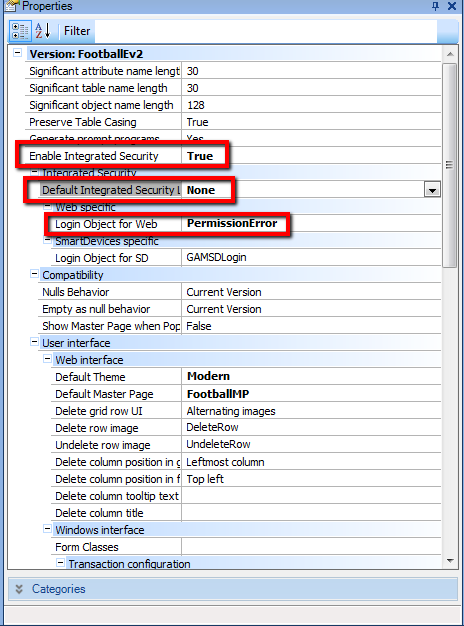 Properties
Filter
Version: FootballEv2
Significant attribute name lengt 30
Significant table name length 30
Significant object name length 128
Preserve Table Casing True
Generate prompt programs Yes
Enable Integrated Security True
Integrated Security
Default Integrated Security L None
Web specific
Login Object for Web PermissionError
SmartDevices specific
Login Object for SD GAMSDLogin
Compatibility
Nulls Behavior Current Version
Empty as null behavior Current Version
Show Master Page when Pop False
User interface
Web interface
Default Theme Modern
Default Master Page FootballMP
Delete grid row UI Alternating images
Delete row image DeleteRow
Undelete row image UndeleteRow
Delete column position in g Leftmost column
Delete column position in f Top left
Delete column tooltip text
Delete column title
Windows interface
Form Classes
Transaction configuration
Categories